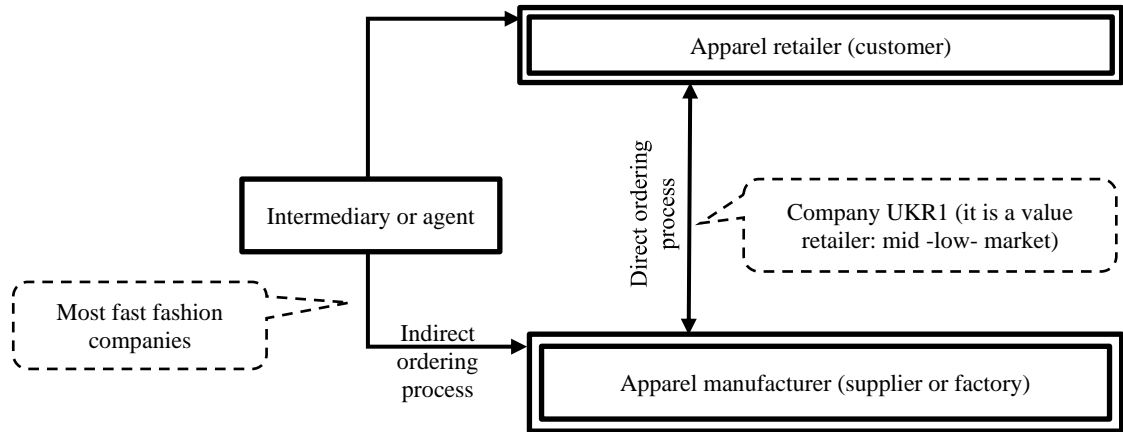 Apparel retailer (customer)
Direct ordering
process
Intermediary or agent
Company UKR1 (it is a value
retailer: mid -low- market)
Most fast fashion
companies
Indirect
ordering
process
Apparel manufacturer (supplier or factory)